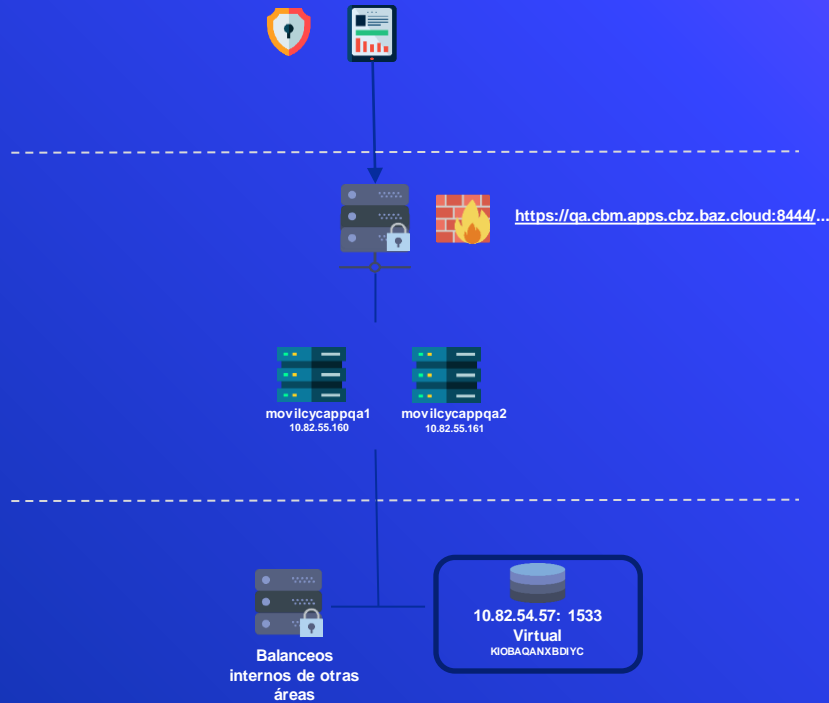 https://qa.cbm.apps.cbz.baz.cloud:8444/...
movilcycappqa1
10.82.55.160
movilcycappqa2
10.82.55.161
10.82.54.57: 1533
Virtual
KIOBAQANXBDIYC
Balanceos
internos de otras
áreas